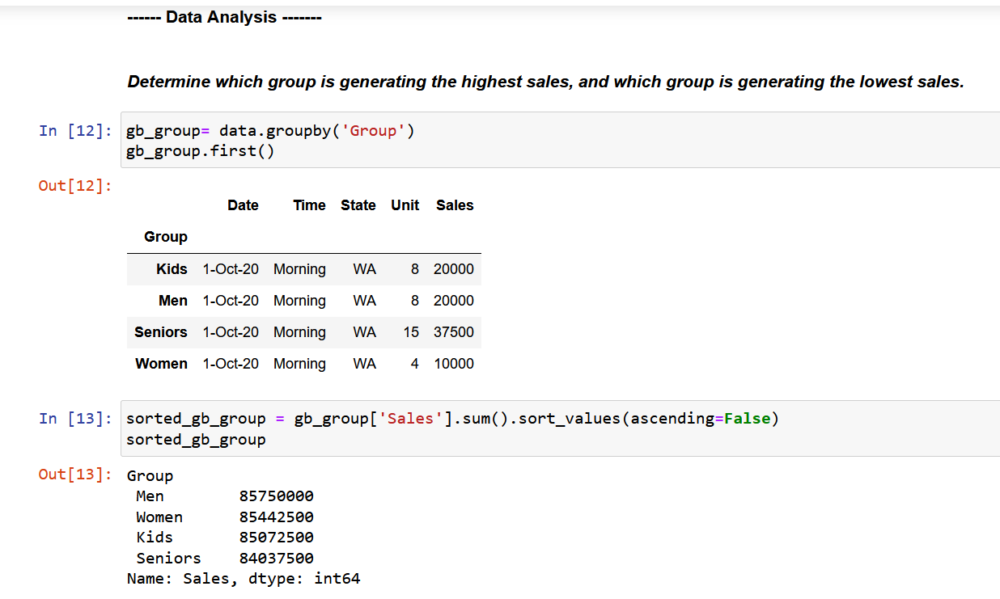 ------ Data Analysis -------
Determine which group is generating the highest sales, and which group is generating the lowest sales.
In [12]: gb_group= data.groupby('Group')
gb_group.first()
Out[12]:
Date Time State Unit Sales
Group
Kids 1-Oct-20 Morning WA 8 20000
Men 1-Oct-20 Morning WA 8 20000
Seniors 1-Oct-20 Morning WA 15 37500
Women 1-Oct-20 Morning WA 4 10000
In [13]: sorted_gb_group = gb_group['Sales'].sum().sort_values(ascending=False)
sorted_gb_group
Out[13]: Group
Men 85750000
Women 85442500
Kids 85072500
Seniors 84037500
Name: Sales, dtype: int64